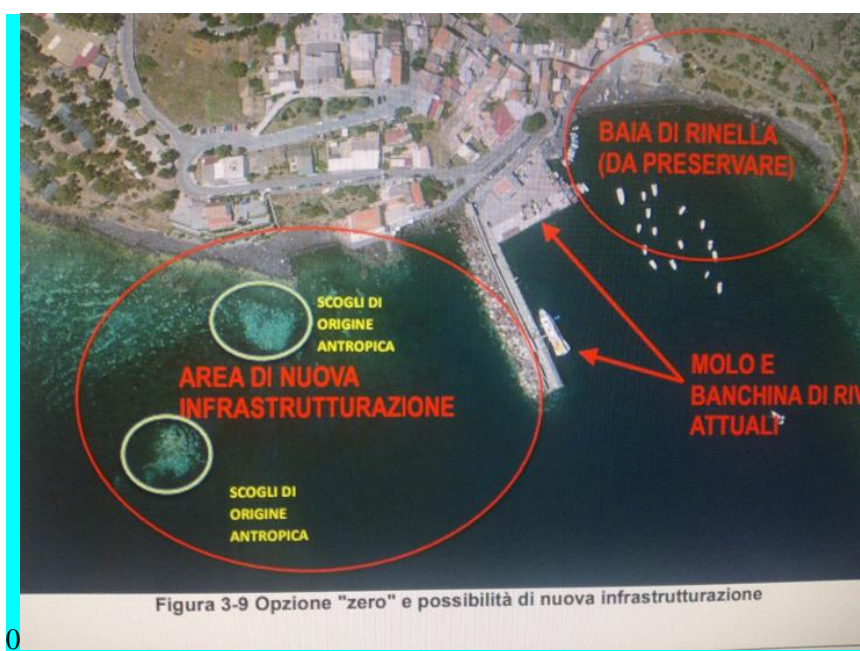 BAIA DI RINELLA
(DA PRESERVARE)
SCOGLI DI
ORIGINE
ANTROPICA
AREA DI NUOVA
INFRASTRUTTURAZIONE
MOLO E
BANCHINA DI RIV
ATTUALI
SCOGLI DI
ORIGINE
ANTROPICA
Figura 3-9 Opzione "zero" e possibilità di nuova infrastrutturazione
0